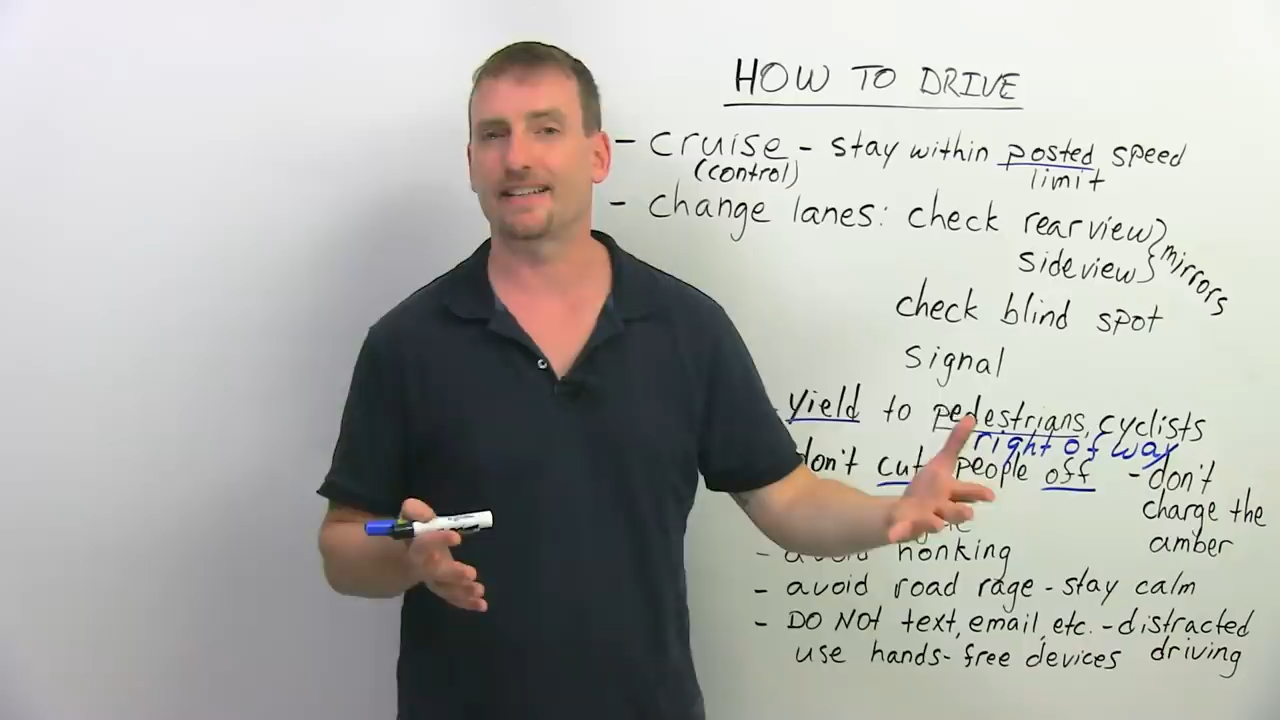 HOW TO DRIVE
- cruise - stay within posted speed
(control) limit
- change lanes: check rearview
sideview } mirrors
check blind spot
signal
yield to pedestrians, cyclists
right of way
don't cut people off - don't
charge the
amber
- avoid honking
- avoid road rage - stay calm
- DO NOT text, email, etc. - distracted
use hands-free devices driving